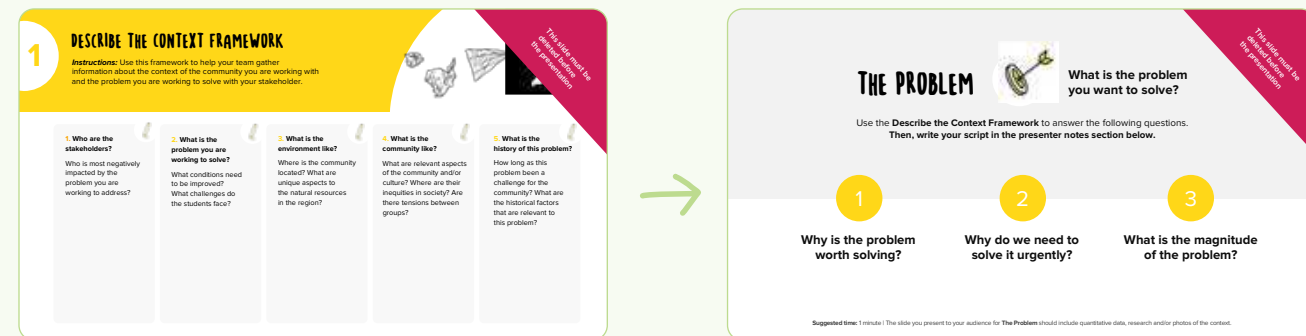 1
DESCRIBE THE CONTEXT FRAMEWORK
Instructions: Use this framework to help your team gather
information about the context of the community you are working with
and the problem you are working to solve with your stakeholder.
This slide must be
deleted before
the presentation
1. Who are the
stakeholders?
Who is most negatively
impacted by the
problem you are
working to address?
2. What is the
problem you are
working to solve?
What conditions need
to be improved?
What challenges do
the students face?
3. What is the
environment like?
Where is the community
located? What are
unique aspects to
the natural resources
in the region?
4. What is the
community like?
What are relevant aspects
of the community and/or
culture? Where are their
inequities in society? Are
there tensions between
groups?
5. What is the
history of this problem?
How long as this
problem been a
challenge for the
community? What are
the historical factors
that are relevant to
this problem?
THE PROBLEM
What is the problem
you want to solve?
This slide must be
deleted before
the presentation
Use the Describe the Context Framework to answer the following questions.
Then, write your script in the presenter notes section below.
1
Why is the problem
worth solving?
2
Why do we need to
solve it urgently?
3
What is the magnitude
of the problem?
Suggested time: 1 minute | The slide you present to your audience for The Problem should include quantitative data, research and/or photos of the context.